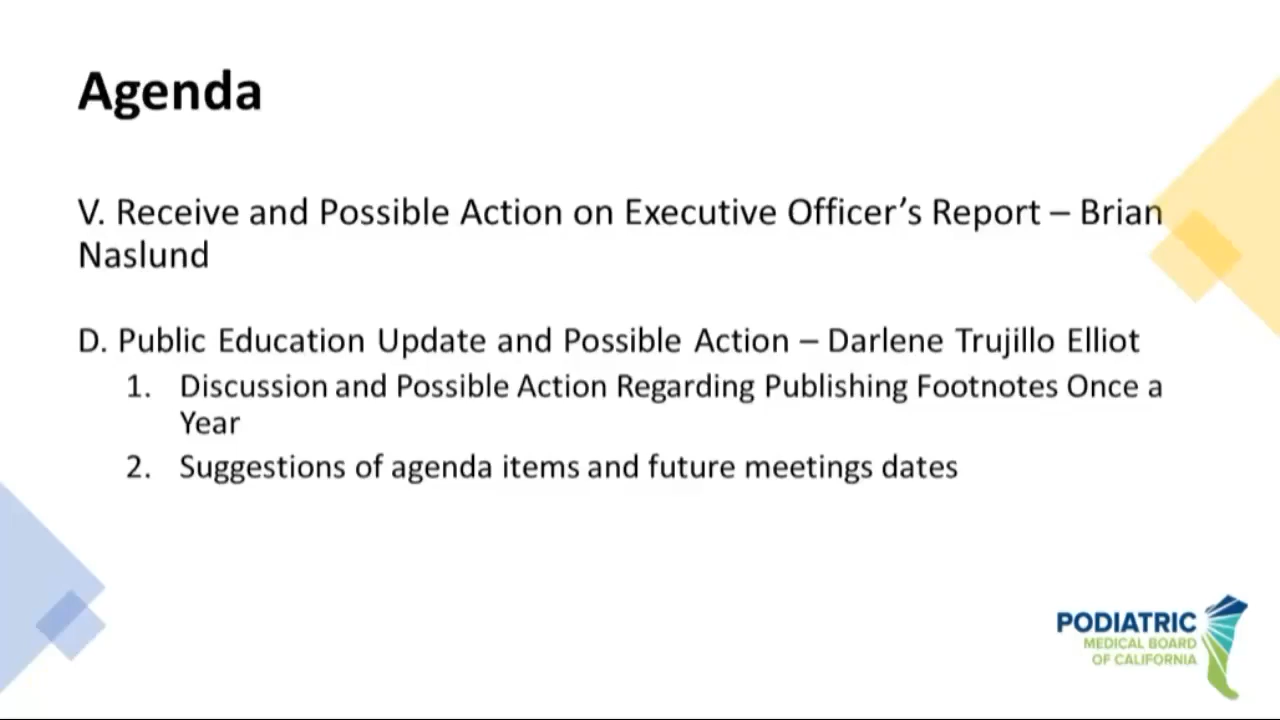 Agenda
V. Receive and Possible Action on Executive Officer’s Report – Brian
Naslund
D. Public Education Update and Possible Action – Darlene Trujillo Elliot
1. Discussion and Possible Action Regarding Publishing Footnotes Once a
Year
2. Suggestions of agenda items and future meetings dates
PODIATRIC
MEDICAL BOARD
OF CALIFORNIA